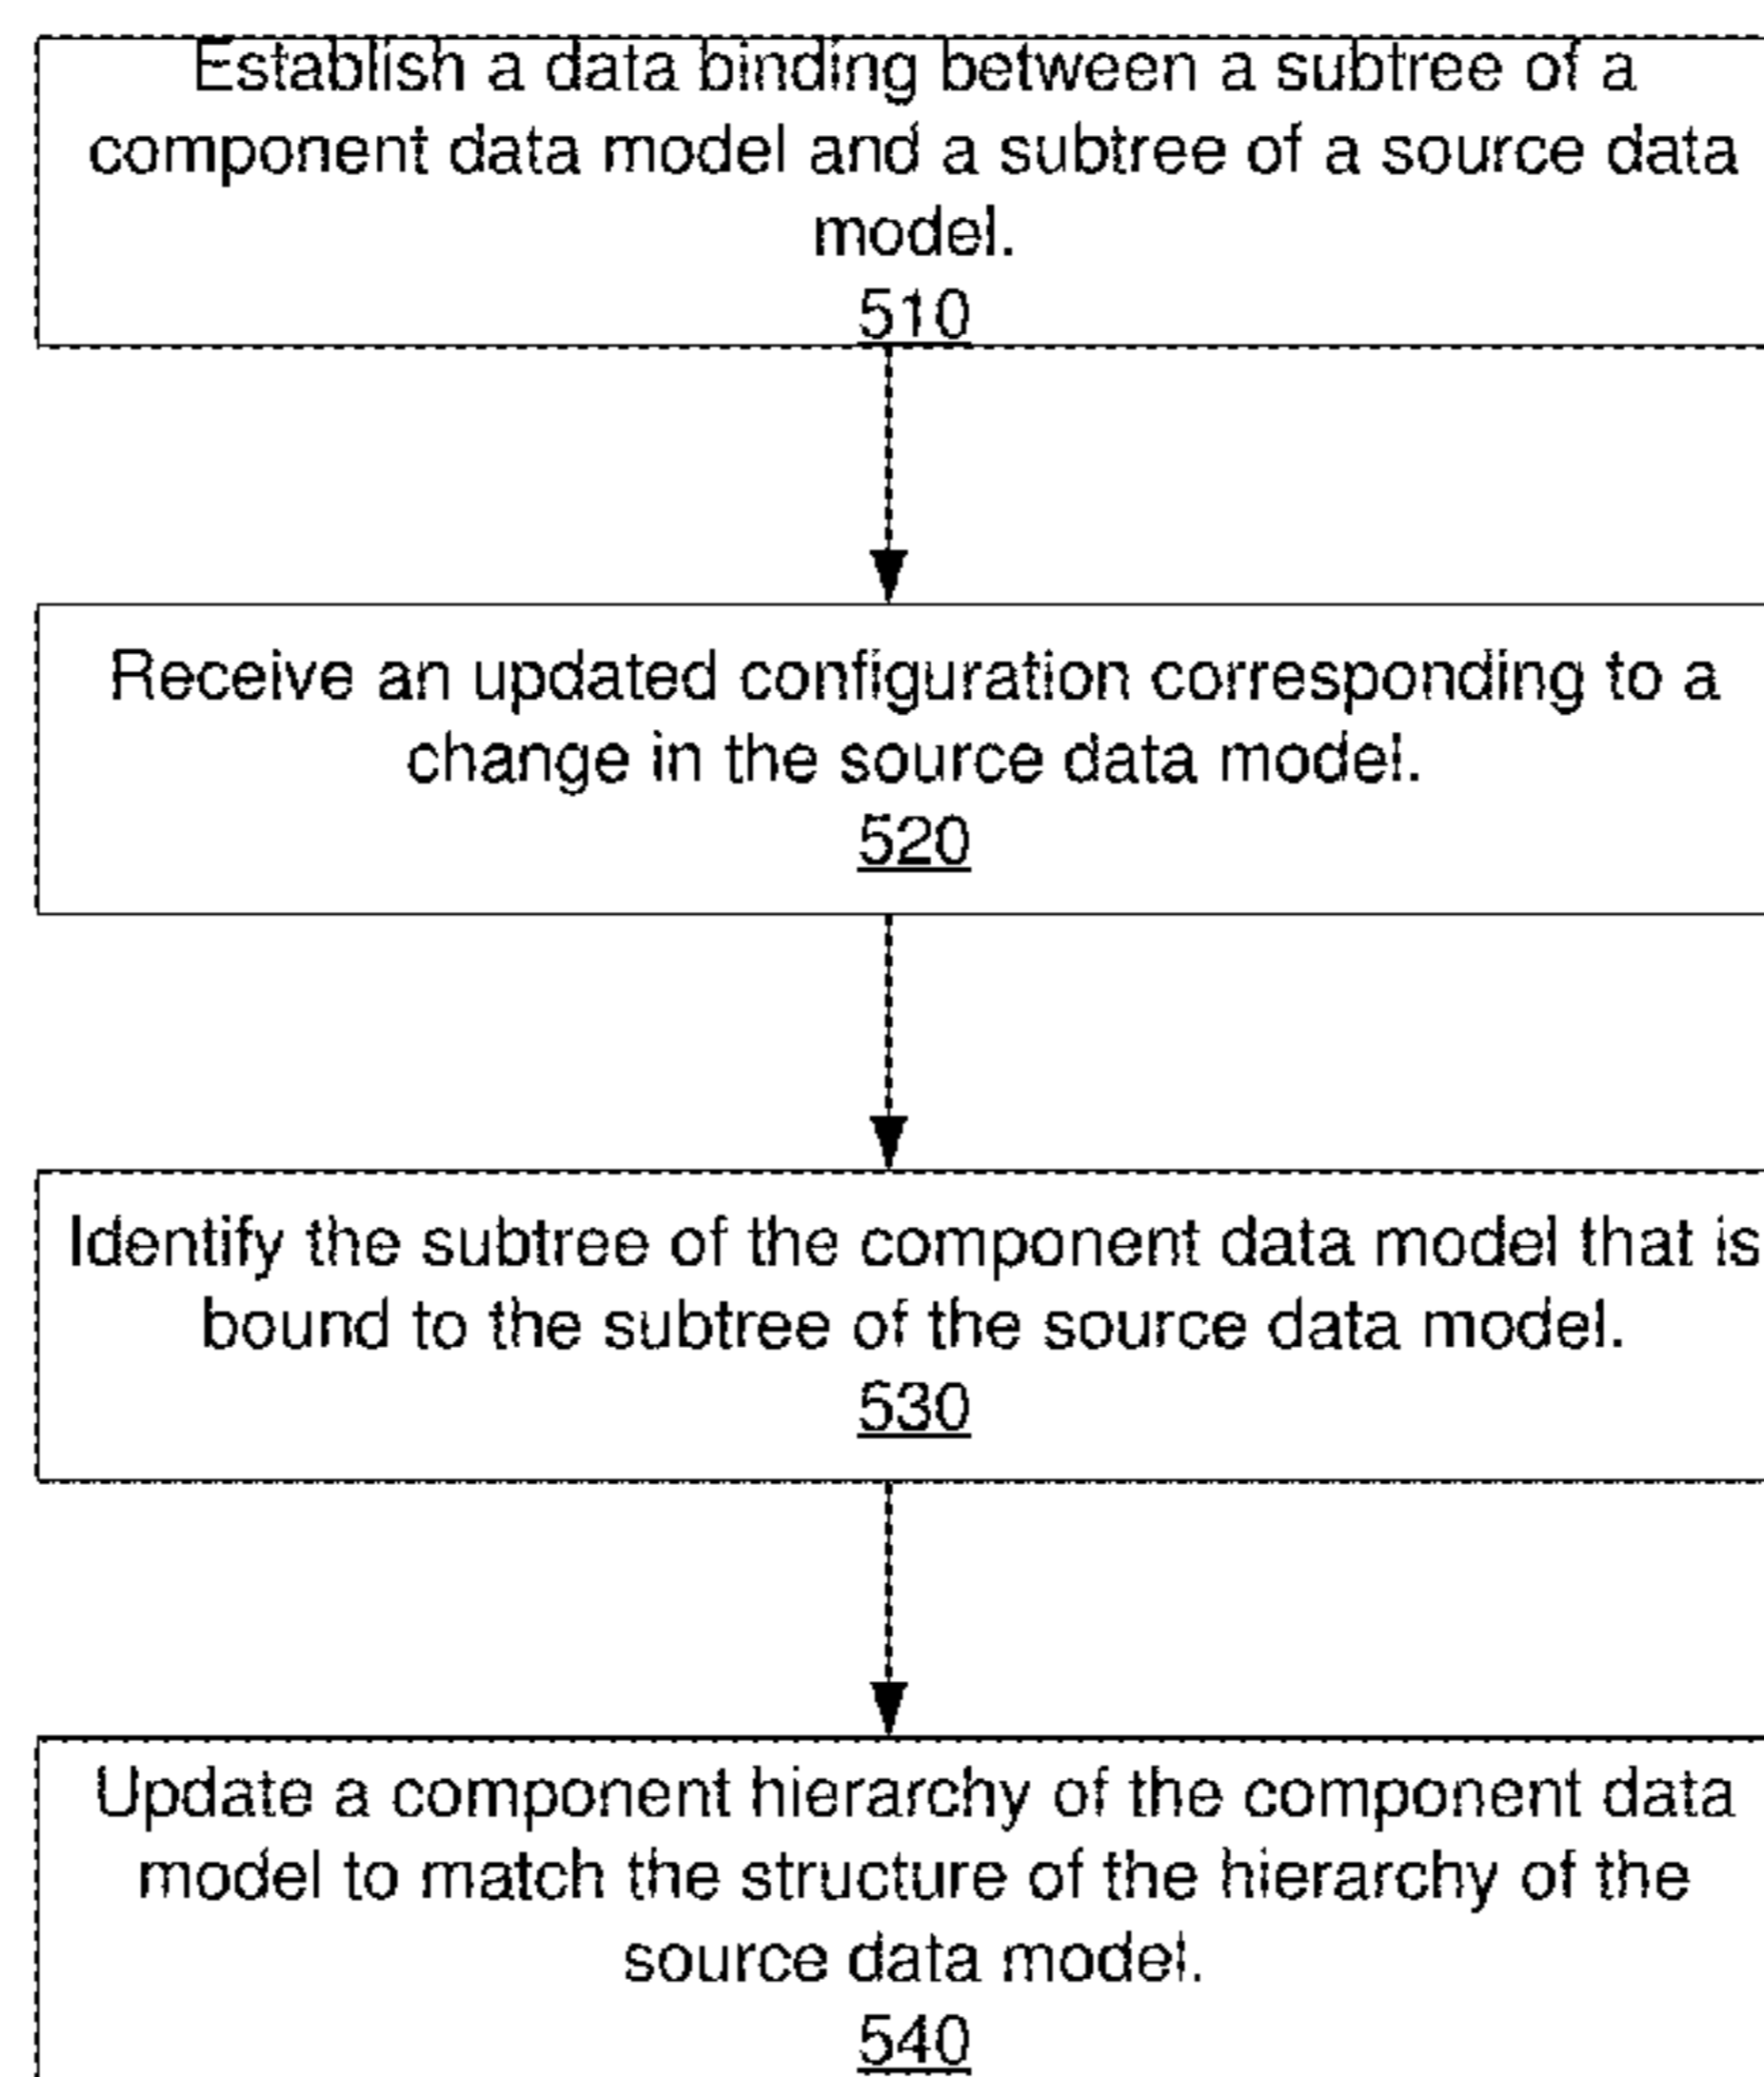 Establish a data binding between a subtree of a
component data model and a subtree of a source data
model.
510
Receive an updated configuration corresponding to a
change in the source data model.
520
Identify the subtree of the component data model that is
bound to the subtree of the source data model.
530
Update a component hierarchy of the component data
model to match the structure of the hierarchy of the
source data model.
540